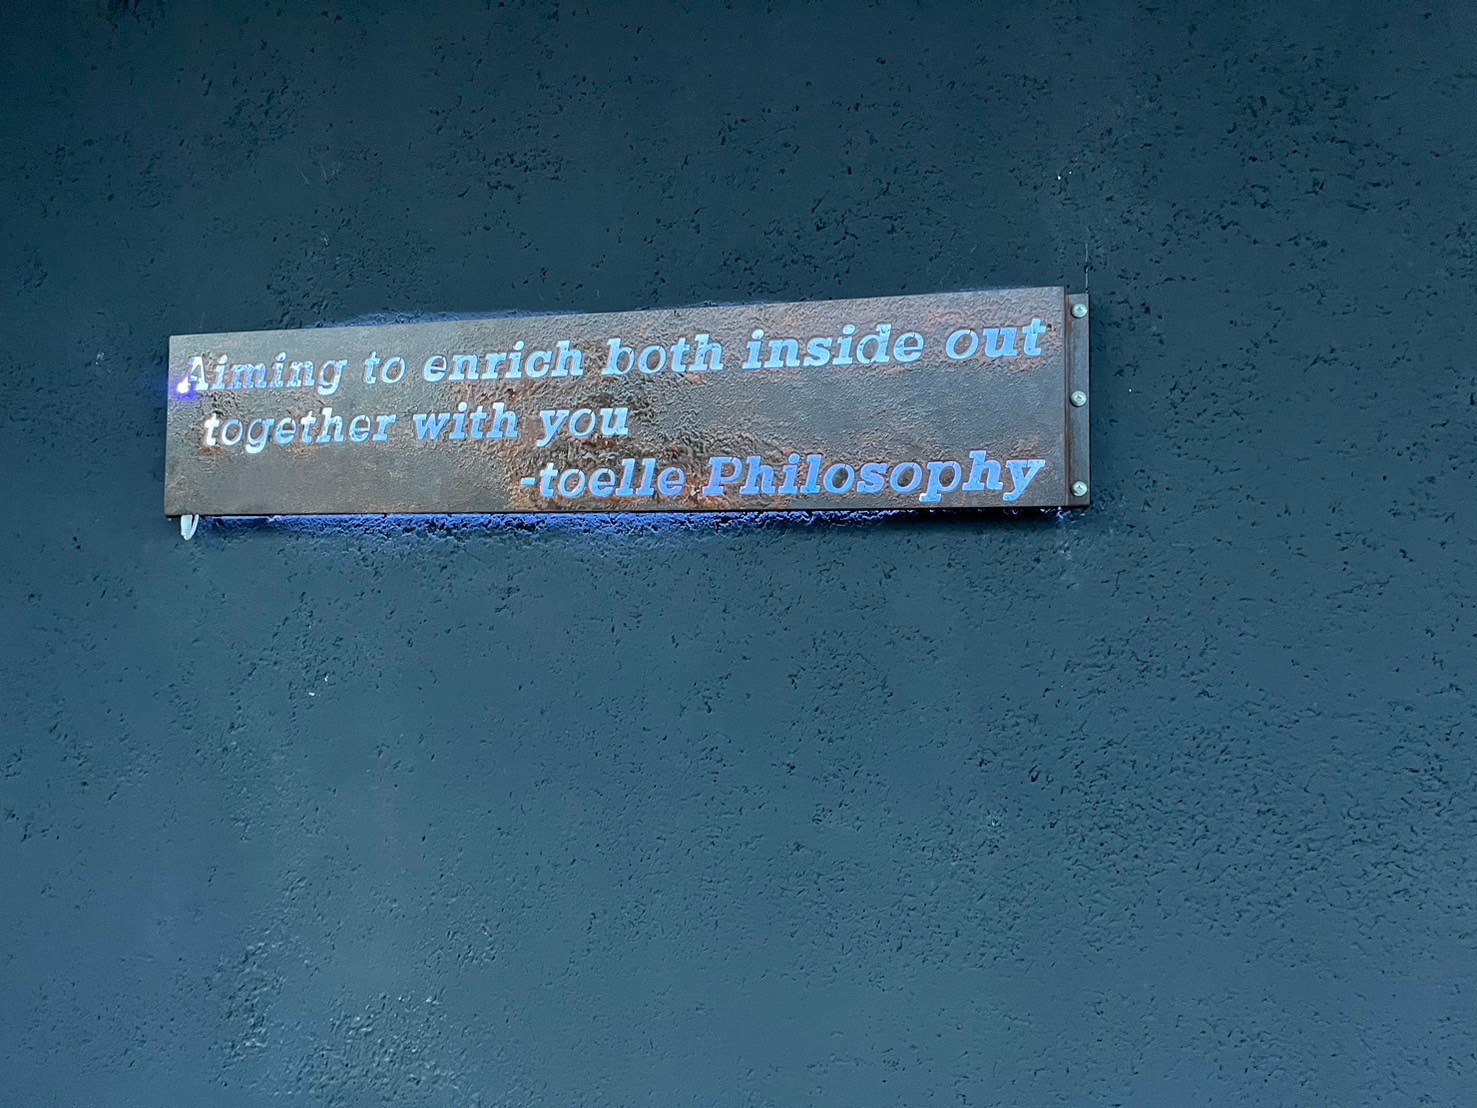 Aiming to enrich both inside out
together with you
-toelle Philosophy